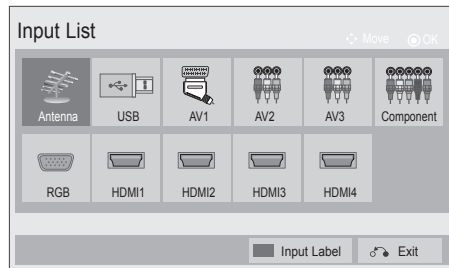 Input List
Move OK
Antenna USB AV1 AV2 AV3 Component
RGB HDMI1 HDMI2 HDMI3 HDMI4
Input Label Exit